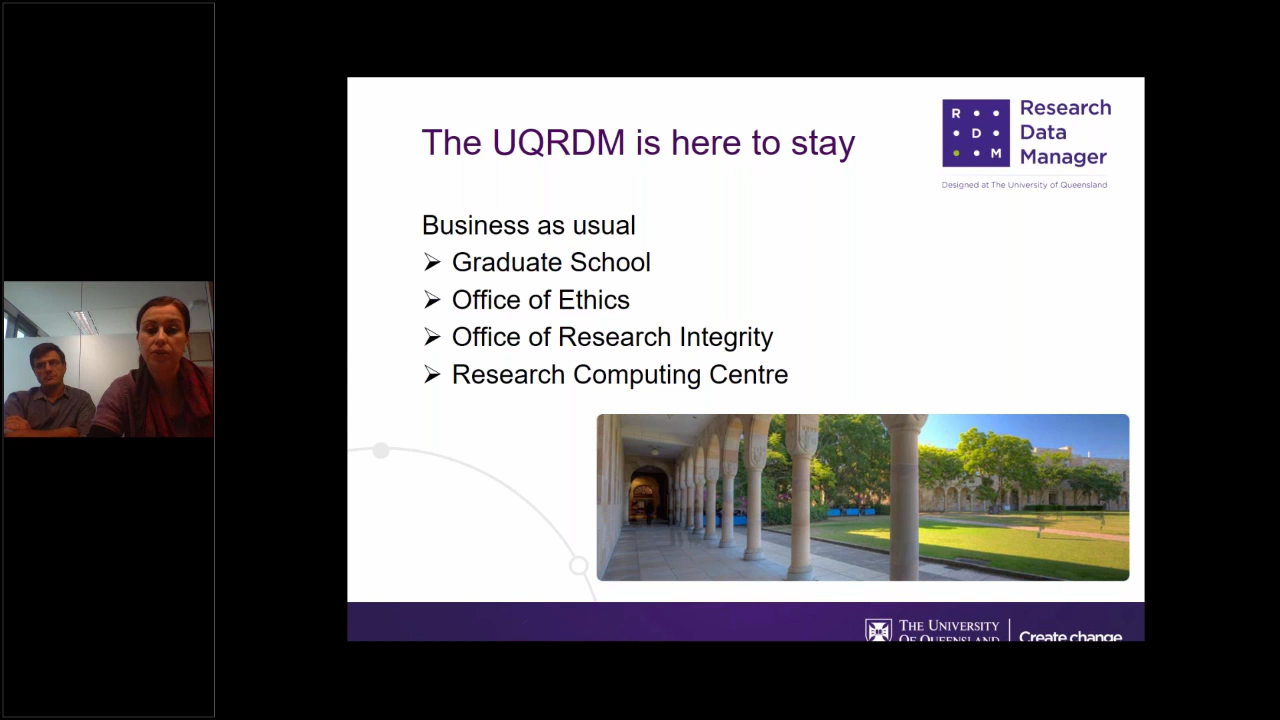 The UQRDM is here to stay
R
D
M
Research
Data
Manager
Designed at The University of Queensland
Business as usual
➢ Graduate School
➢ Office of Ethics
➢ Office of Research Integrity
➢ Research Computing Centre
THE UNIVERSITY
OF QUEENSLAND
Create change